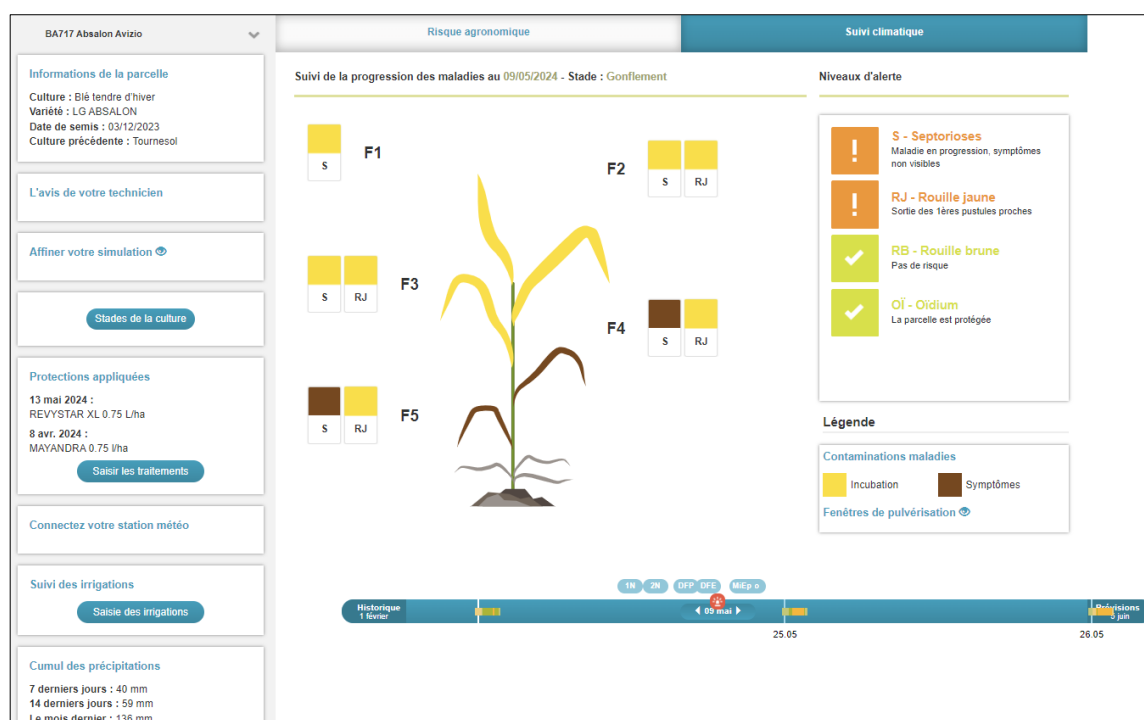 BA717 Absalon Avizio
Informations de la parcelle
Culture : Blé tendre d'hiver
Variété : LG ABSALON
Date de semis : 03/12/2023
Culture précédente : Tournesol
L'avis de votre technicien
Affiner votre simulation
Stades de la culture
Protections appliquées
13 mai 2024 :
REVYSTAR XL 0.75 L/ha
8 avr. 2024 :
MAYANDRA 0.75 l/ha
Saisir les traitements
Connectez votre station météo
Suivi des irrigations
Saisie des irrigations
Cumul des précipitations
7 derniers jours : 40 mm
14 derniers jours : 59 mm
Le mois dernier : 136 mm
Risque agronomique
Suivi climatique
Suivi de la progression des maladies au 09/05/2024 - Stade : Gonflement
F1
S
F2
S RJ
F3
S RJ
F4
S RJ
F5
S RJ
Niveaux d'alerte
S - Septorioses
Maladie en progression, symptômes
non visibles
RJ - Rouille jaune
Sortie des 1ères pustules proches
RB - Rouille brune
Pas de risque
OÏ - Oïdium
La parcelle est protégée
Légende
Contaminations maladies
Incubation Symptômes
Fenêtres de pulvérisation
1N 2N DFP DFE MiEp o
Historique
1 février
09 mai
Prévisions
5 juin
25.05 26.05